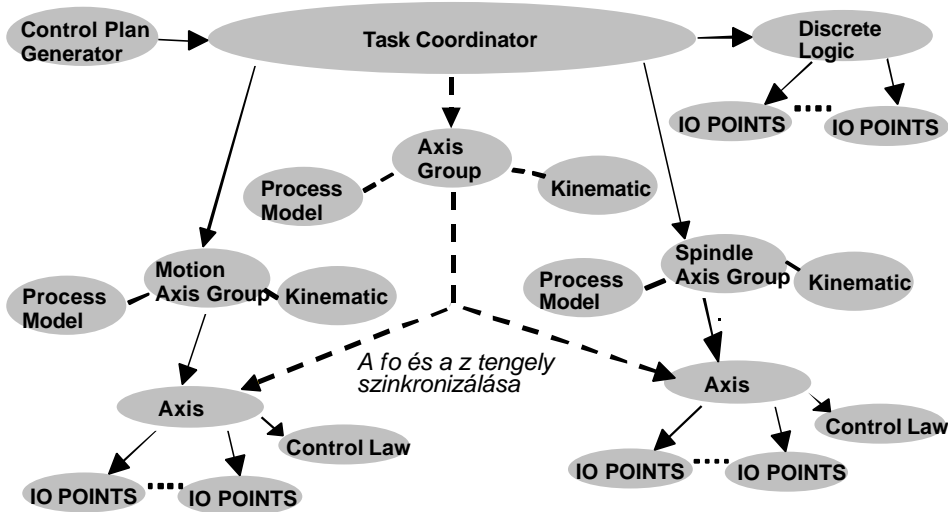 Control Plan
Generator
Task Coordinator
Discrete
Logic
IO POINTS
IO POINTS
Axis
Group
Process
Model
Kinematic
Motion
Axis Group
Process
Model
Kinematic
Spindle
Axis Group
Process
Model
Kinematic
A fo és a z tengely
szinkronizálása
Axis
Control Law
IO POINTS
IO POINTS
Axis
Control Law
IO POINTS
IO POINTS